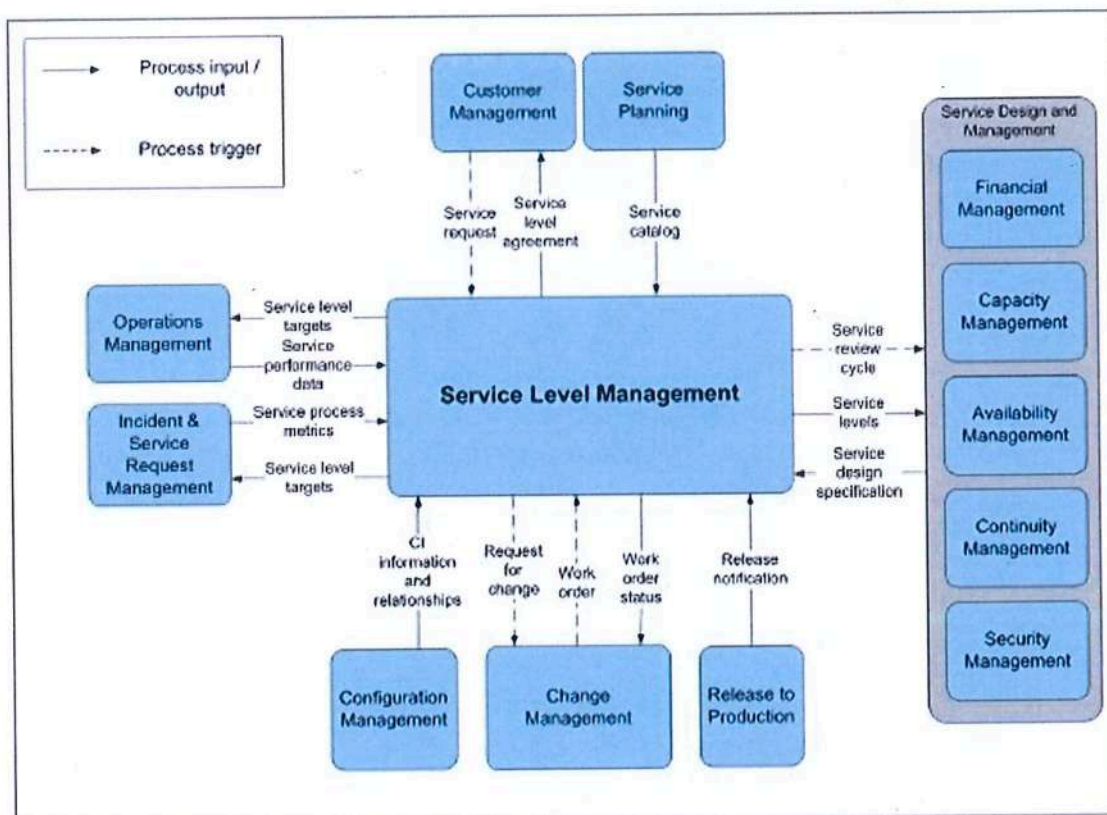 Process input /
output
Process trigger
Customer
Management
Service
Planning
Service Design and
Management
Financial
Management
Capacity
Management
Availability
Management
Continuity
Management
Security
Management
Service
request
Service
level
agreement
Service
catalog
Operations
Management
Service level
targets
Service
performance
data
Incident &
Service
Request
Management
Service process
metrics
Service level
targets
Service Level Management
Service
review
cycle
Service
levels
Service
design
specification
CI
information
and
relationships
Request
for
change
Work
order
Work
order
status
Release
notification
Configuration
Management
Change
Management
Release to
Production